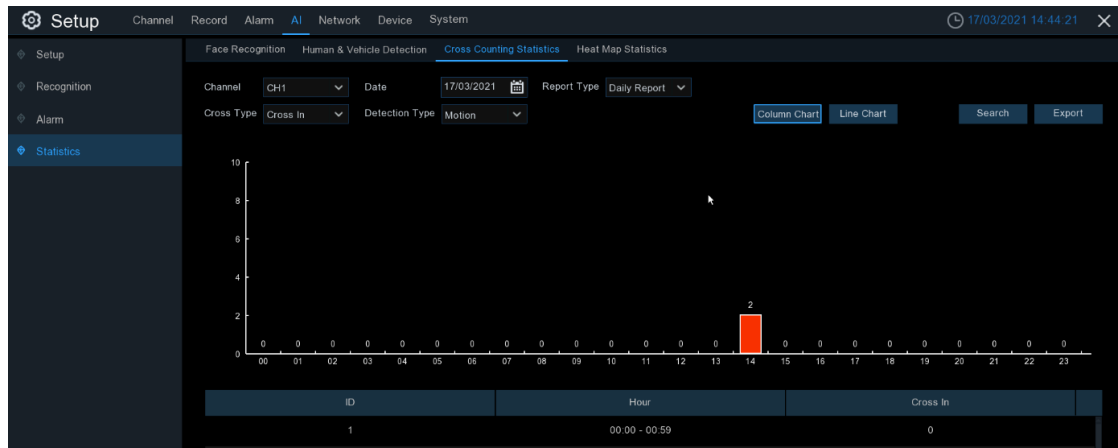 Setup Channel Record Alarm AI Network Device System 17/03/2021 14:44:21
Setup
Recognition
Alarm
Statistics
Face Recognition Human & Vehicle Detection Cross Counting Statistics Heat Map Statistics
Channel CH1 Date 17/03/2021 Report Type Daily Report
Cross Type Cross In Detection Type Motion Column Chart Line Chart Search Export
10
8
6
4
2
2
0 0 0 0 0 0 0 0 0 0 0 0 0 0 0 0 0 0 0 0 0 0 0
0
00 01 02 03 04 05 06 07 08 09 10 11 12 13 14 15 16 17 18 19 20 21 22 23
ID Hour Cross In
1 00:00 - 00:59 0